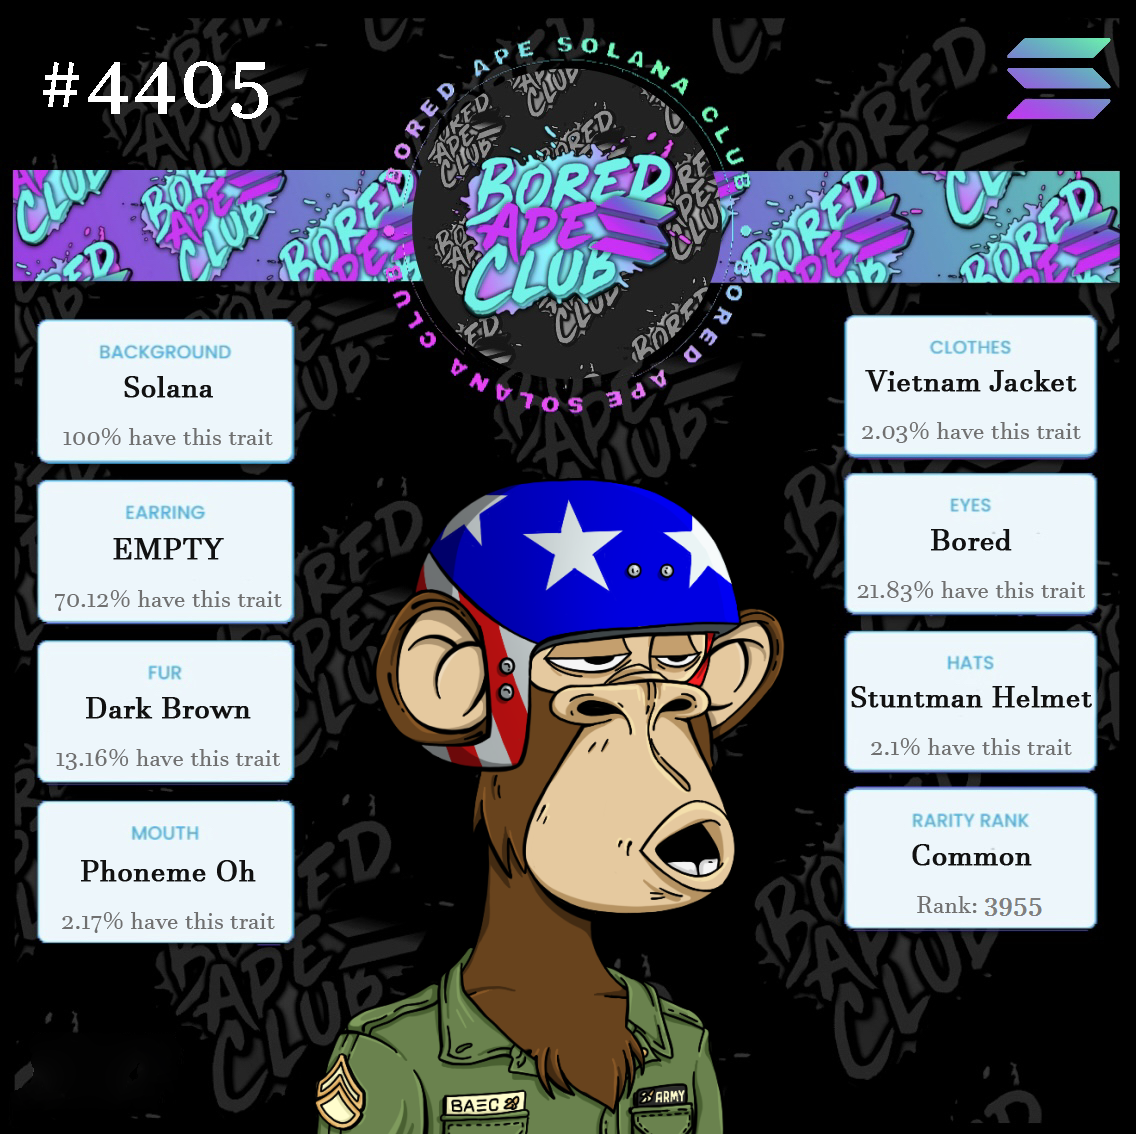 #4405
BORED APE SOLANA CLUB
BORED APE SOLANA CLUB
BORED
APE
CLUB
BACKGROUND
Solana
100% have this trait
EARRING
EMPTY
70.12% have this trait
FUR
Dark Brown
13.16% have this trait
MOUTH
Phoneme Oh
2.17% have this trait
CLOTHES
Vietnam Jacket
2.03% have this trait
EYES
Bored
21.83% have this trait
HATS
Stuntman Helmet
2.1% have this trait
RARITY RANK
Common
Rank: 3955
BAEC
ARMY